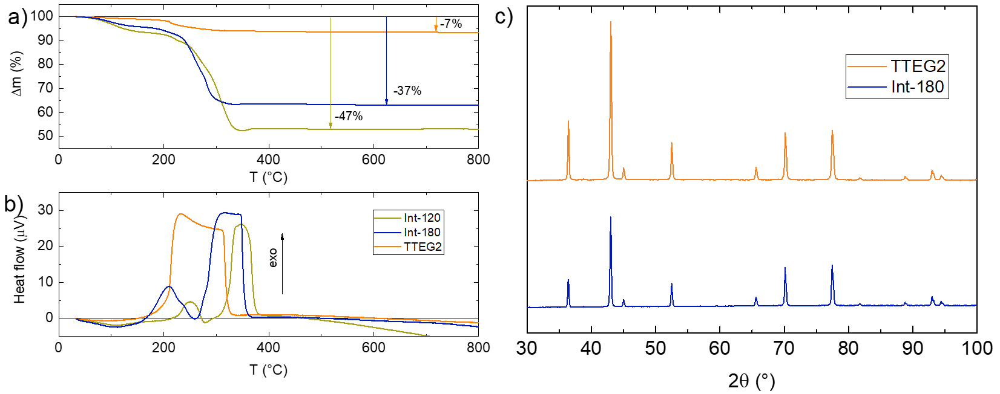 a)
Δm (%)
100
90
80
70
60
50
-7%
-37%
-47%
0
200
400
600
800
T (°C)
b)
Heat flow (μV)
30
20
10
0
Int-120
Int-180
TTEG2
exo
0
200
400
600
800
T (°C)
c)
TTEG2
Int-180
30
40
50
60
70
80
90
100
2θ (°)